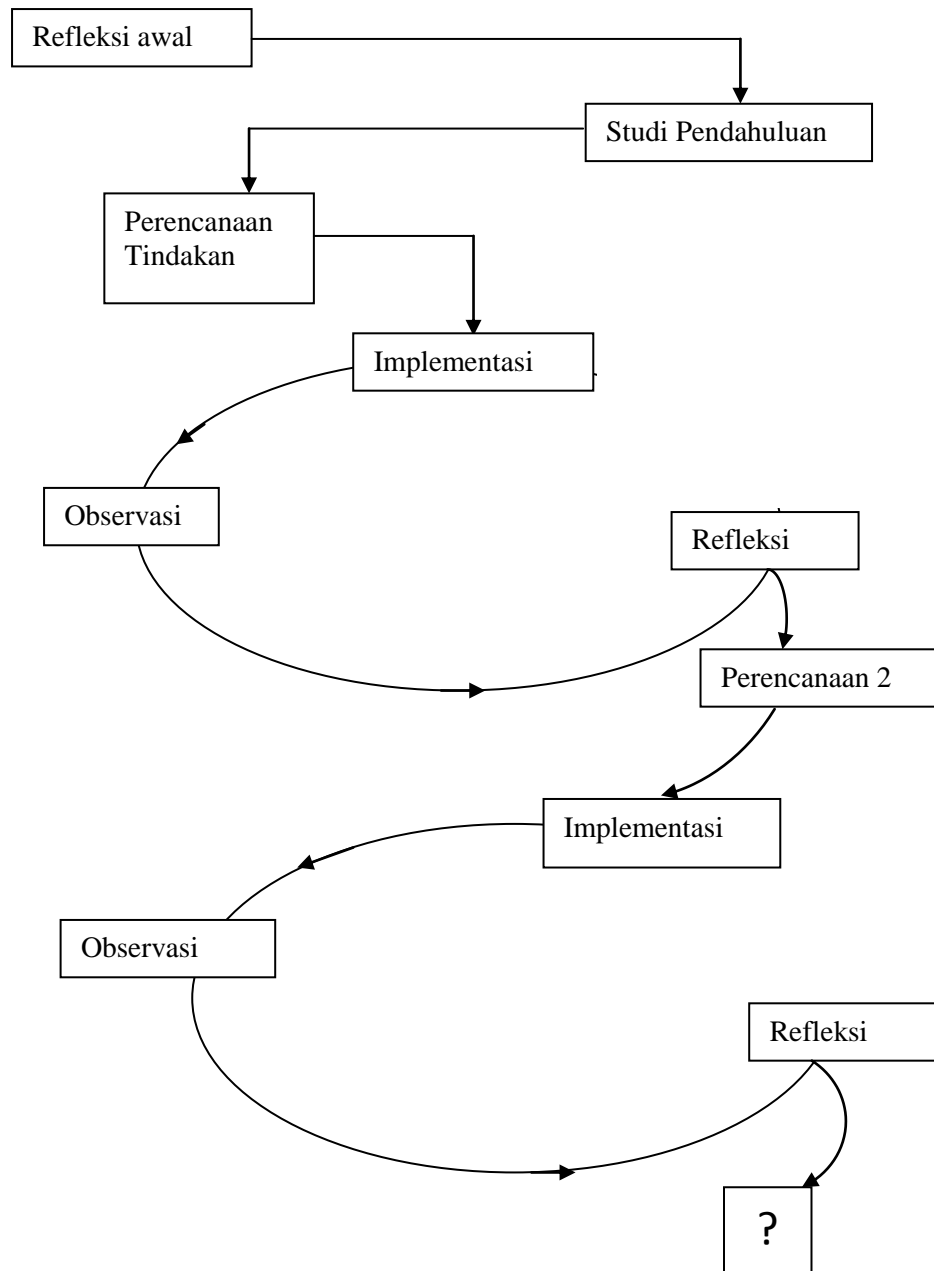 Refleksi awal
Studi Pendahuluan
Perencanaan
Tindakan
Implementasi
Observasi
Refleksi
Perencanaan 2
Implementasi
Observasi
Refleksi
?